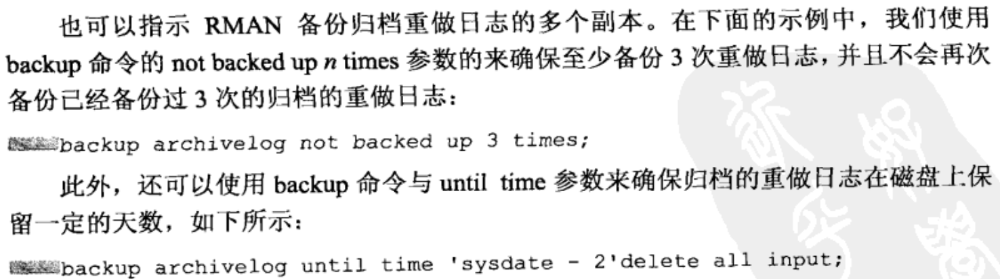 也可以指示 RMAN 备份归档重做日志的多个副本。在下面的示例中，我们使用
backup 命令的 not backed up n times 参数的来确保至少备份 3 次重做日志，并且不会再次
备份已经备份过 3 次的归档的重做日志：
backup archivelog not backed up 3 times;
此外，还可以使用 backup 命令与 until time 参数来确保归档的重做日志在磁盘上保
留一定的天数，如下所示：
backup archivelog until time 'sysdate - 2'delete all input;